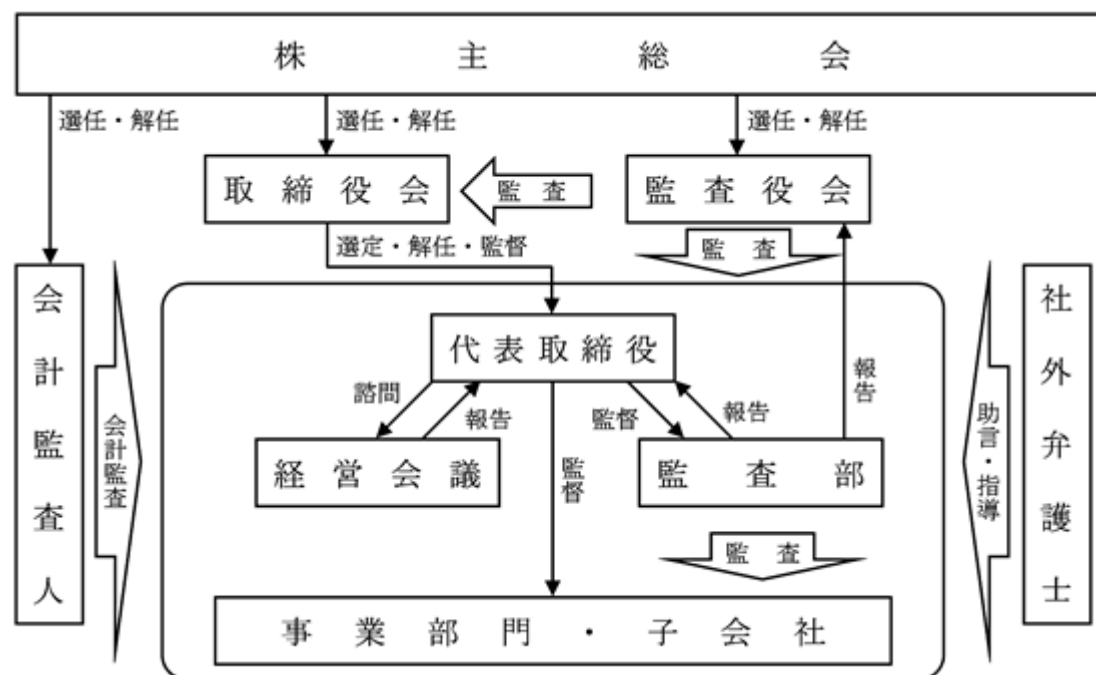 株主総会
選任・解任
選任・解任
選任・解任
取締役会
監査
監査役会
選定・解任・監督
監査
会計監査人
会計監査
代表取締役
諮問
報告
監督
報告
報告
経営会議
監督
監査部
監査
事業部門・子会社
助言・指導
社外弁護士